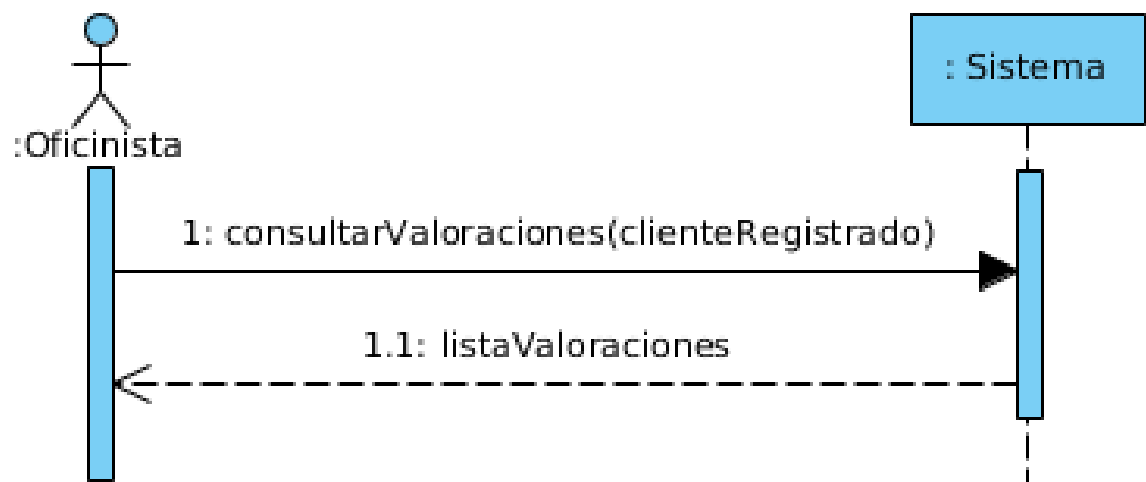 : Sistema
:Oficinista
1: consultarValoraciones(clienteRegistrado)
1.1: listaValoraciones